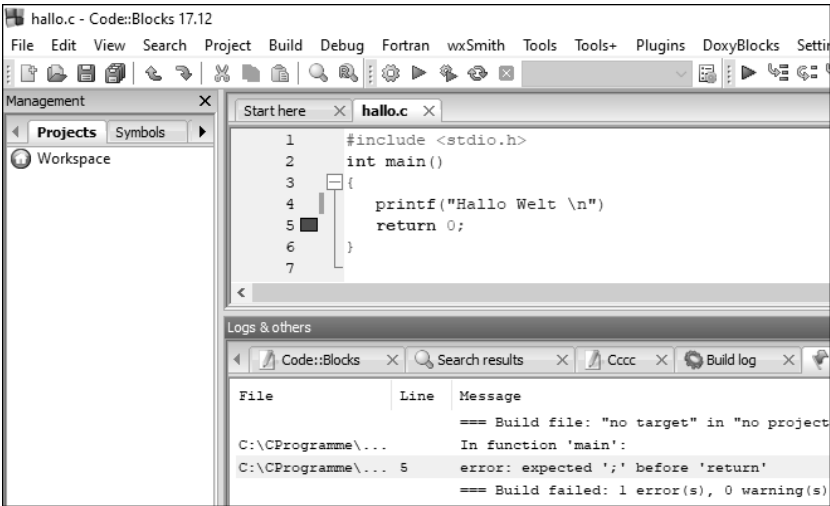 hallo.c - Code::Blocks 17.12
File Edit View Search Project Build Debug Fortran wxSmith Tools Tools+ Plugins DoxyBlocks
Management
Projects Symbols
Workspace
Start here hallo.c
1 #include <stdio.h>
2 int main()
3 {
4 printf("Hallo Welt \n")
5 return 0;
6 }
7
Logs & others
Code::Blocks Search results Cccc Build log
File Line Message
=== Build file: "no target" in "no project
C:\CProgramme\... In function 'main':
C:\CProgramme\... 5 error: expected ';' before 'return'
=== Build failed: 1 error(s), 0 warning(s)